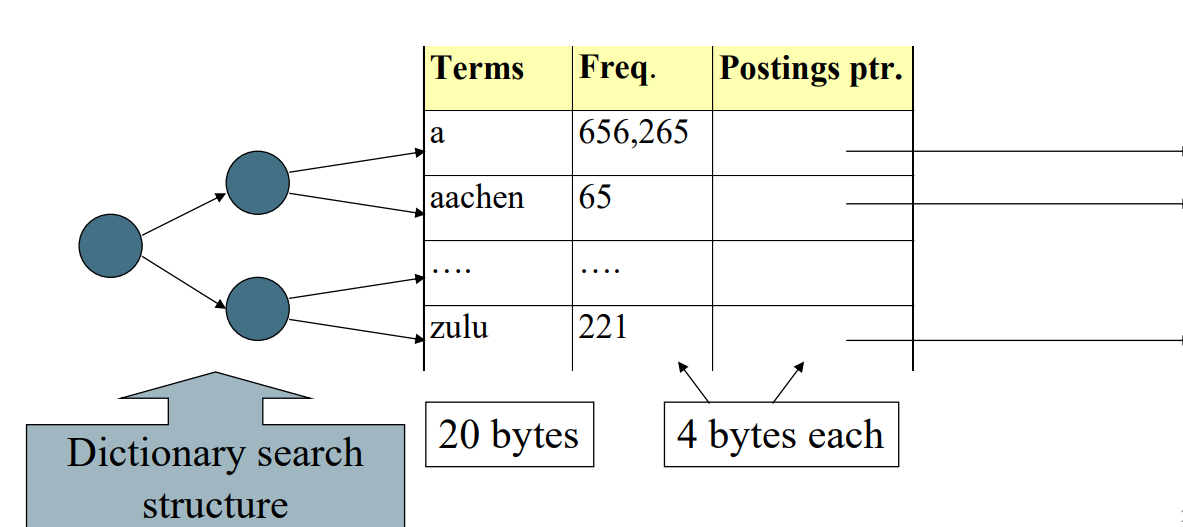 Terms Freq. Postings ptr.
a 656,265
aachen 65
…. ….
zulu 221
20 bytes 4 bytes each
Dictionary search
structure